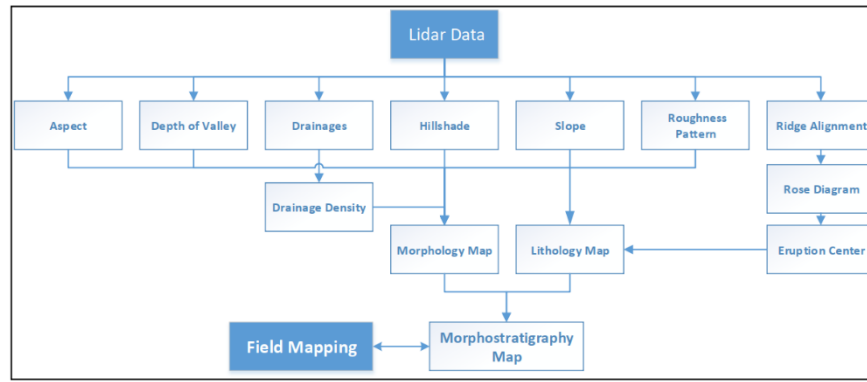 Lidar Data
Aspect
Depth of Valley
Drainages
Hillshade
Slope
Roughness
Pattern
Ridge Alignment
Rose Diagram
Drainage Density
Morphology Map
Lithology Map
Eruption Center
Field Mapping
Morphostratigraphy
Map